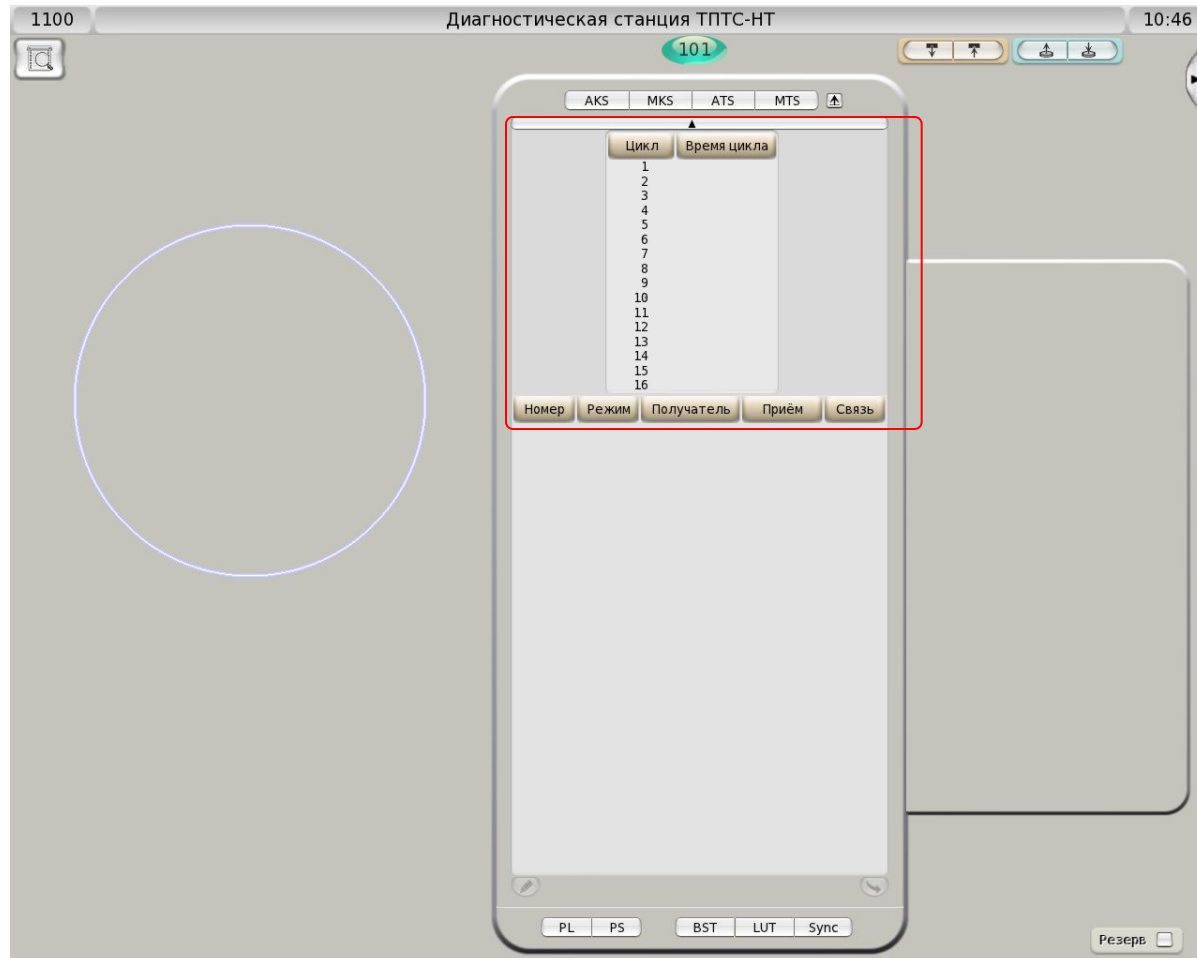 1100 Диагностическая станция ТПТС-НТ 10:46
101
AKS MKS ATS MTS
Цикл Время цикла
1
2
3
4
5
6
7
8
9
10
11
12
13
14
15
16
Номер Режим Получатель Приём Связь
PL PS BST LUT Sync
Резерв